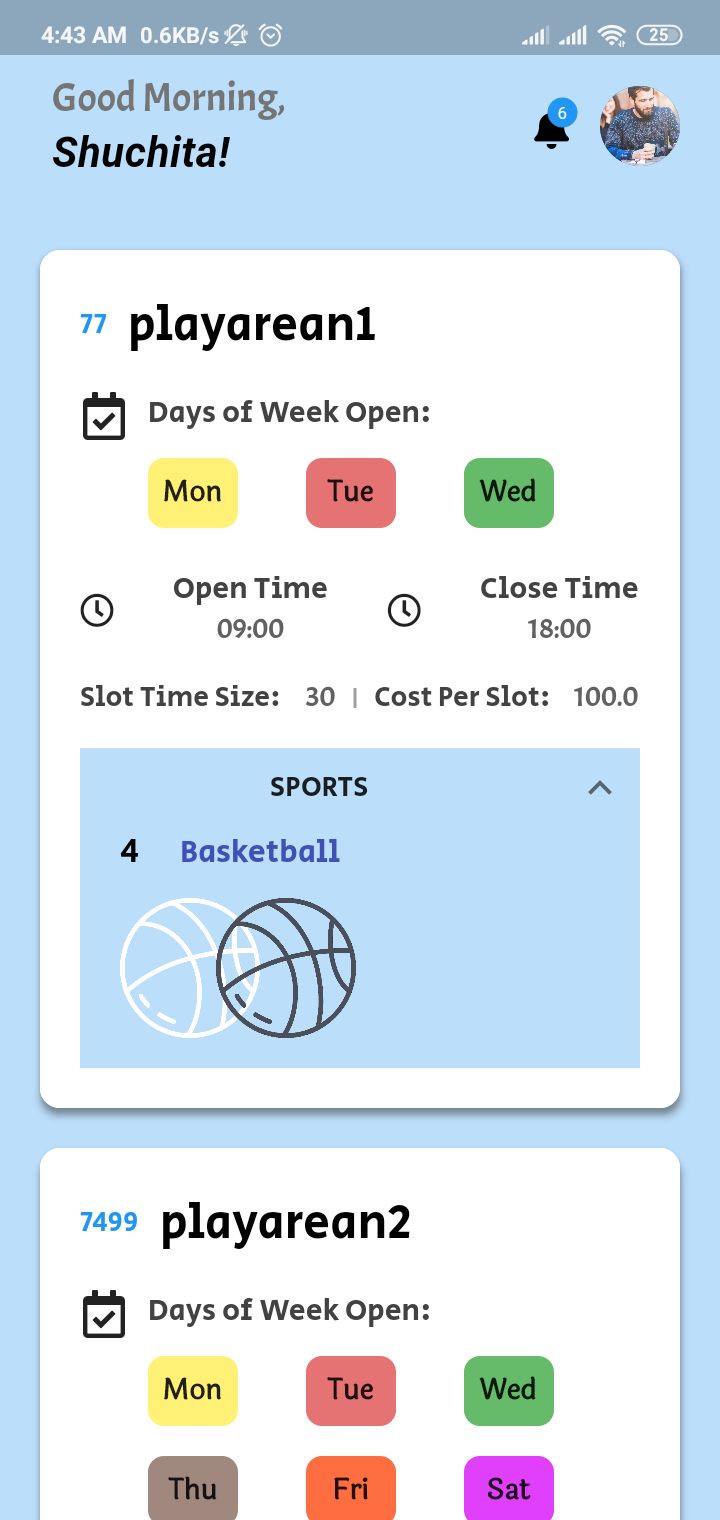 4:43 AM 0.6KB/s 25
Good Morning,
Shuchita!
6
77 playarean1
Days of Week Open:
Mon Tue Wed
Open Time Close Time
09:00 18:00
Slot Time Size: 30 | Cost Per Slot: 100.0
SPORTS
4 Basketball
7499 playarean2
Days of Week Open:
Mon Tue Wed
Thu Fri Sat